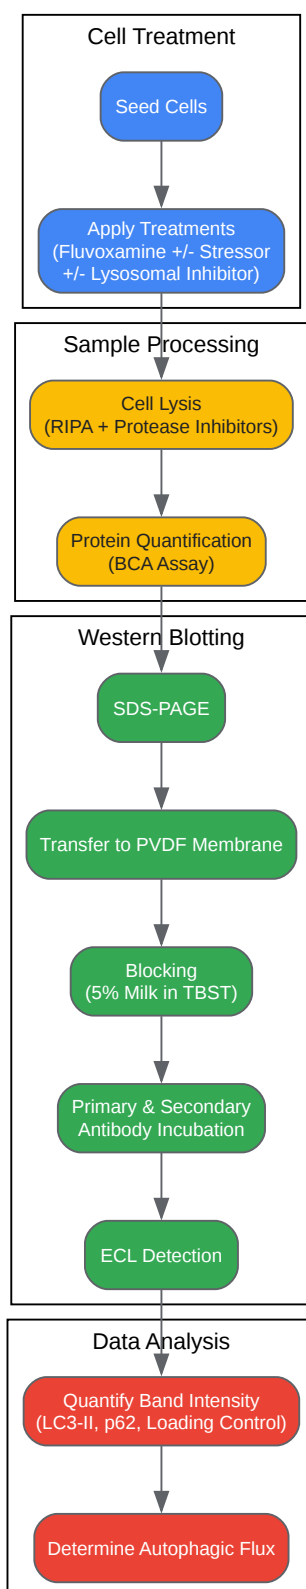 Cell Treatment
Seed Cells
Apply Treatments
(Fluvoxamine +/- Stressor
+/- Lysosomal Inhibitor)
Sample Processing
Cell Lysis
(RIPA + Protease Inhibitors)
Protein Quantification
(BCA Assay)
Western Blotting
SDS-PAGE
Transfer to PVDF Membrane
Blocking
(5% Milk in TBST)
Primary & Secondary
Antibody Incubation
ECL Detection
Data Analysis
Quantify Band Intensity
(LC3-II, p62, Loading Control)
Determine Autophagic Flux